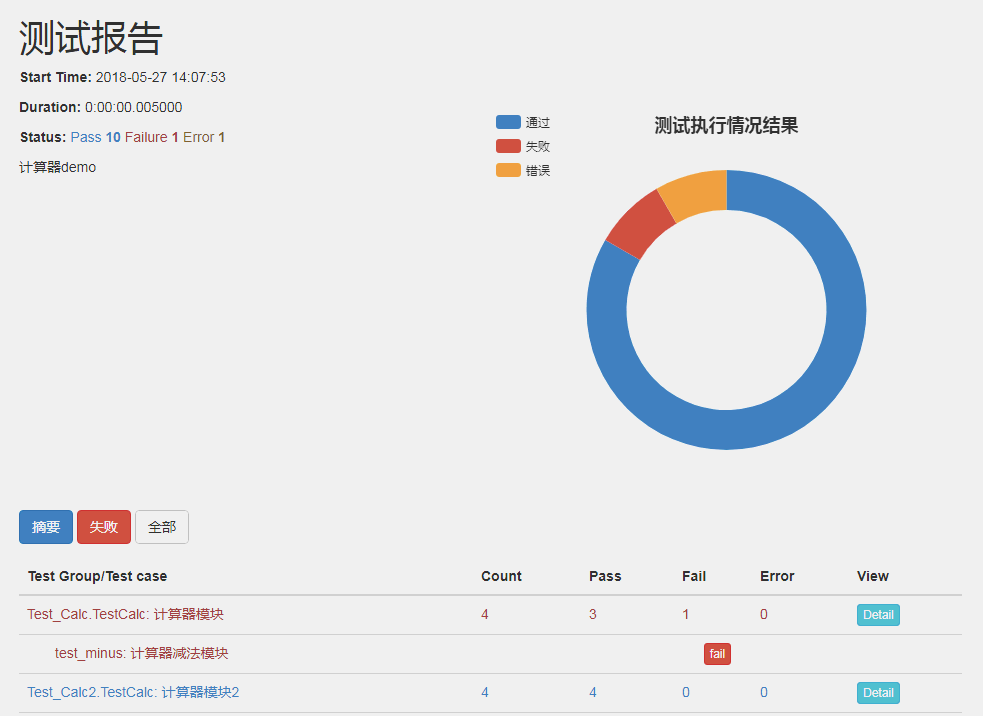 测试报告
Start Time: 2018-05-27 14:07:53
Duration: 0:00:00.005000
Status: Pass 10 Failure 1 Error 1
计算器demo
通过
失败
错误
测试执行情况结果
摘要 失败 全部
Test Group/Test case Count Pass Fail Error View
Test_Calc.TestCalc: 计算器模块 4 3 1 0 Detail
test_minus: 计算器减法模块 fail
Test_Calc2.TestCalc: 计算器模块2 4 4 0 0 Detail